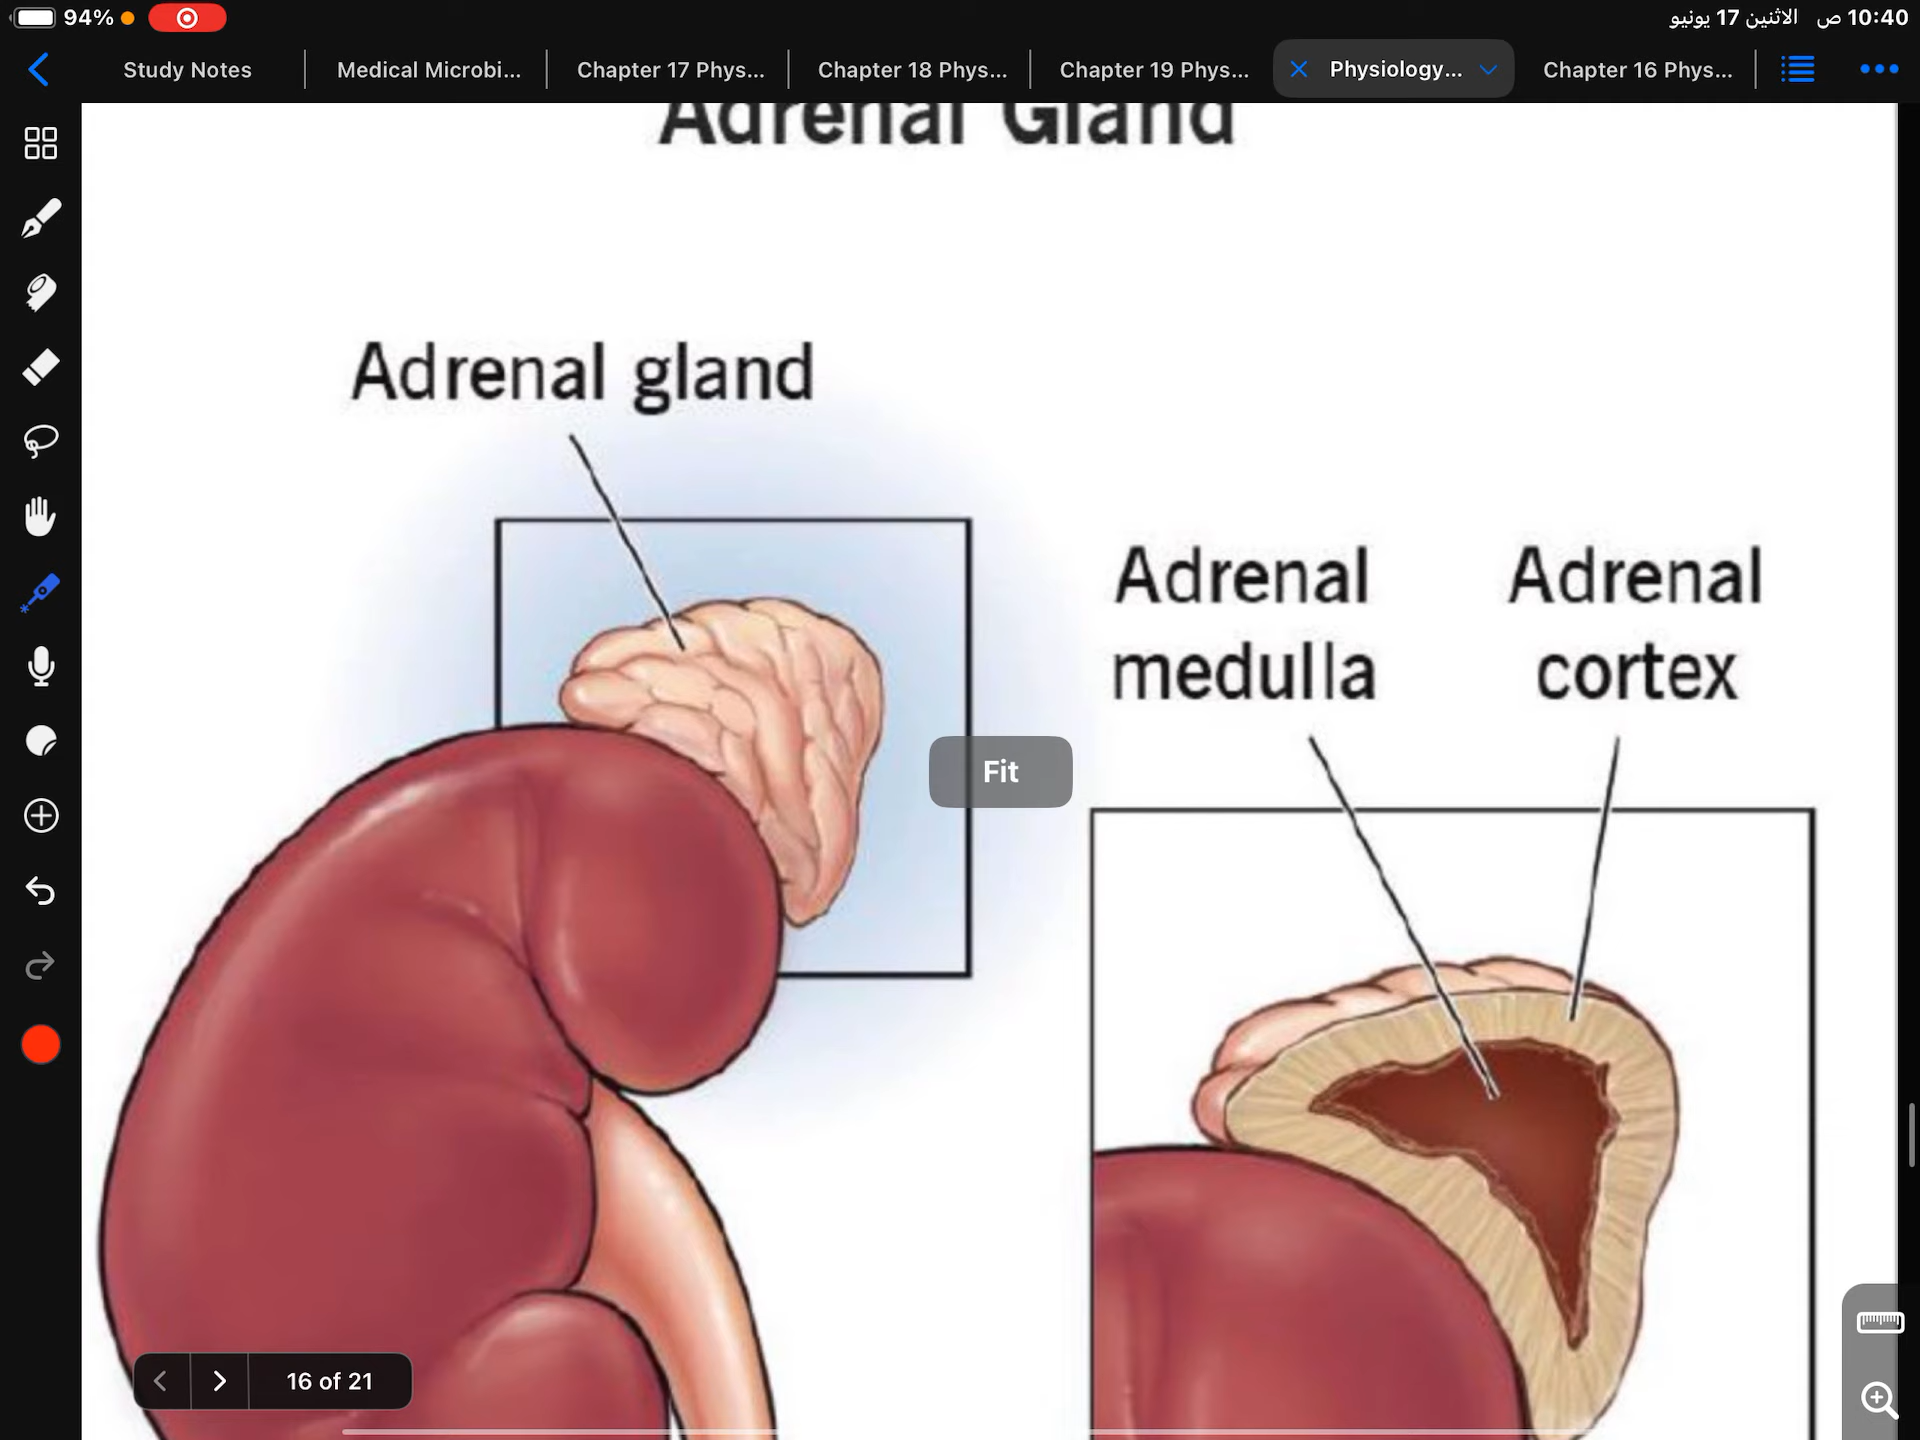 94%
10:40 ص الاثنين 17 يونيو
Study Notes
Medical Microbi...
Chapter 17 Phys...
Chapter 18 Phys...
Chapter 19 Phys...
Physiology...
Chapter 16 Phys...
Adrenal Gland
Adrenal gland
Adrenal
medulla
Adrenal
cortex
Fit
16 of 21